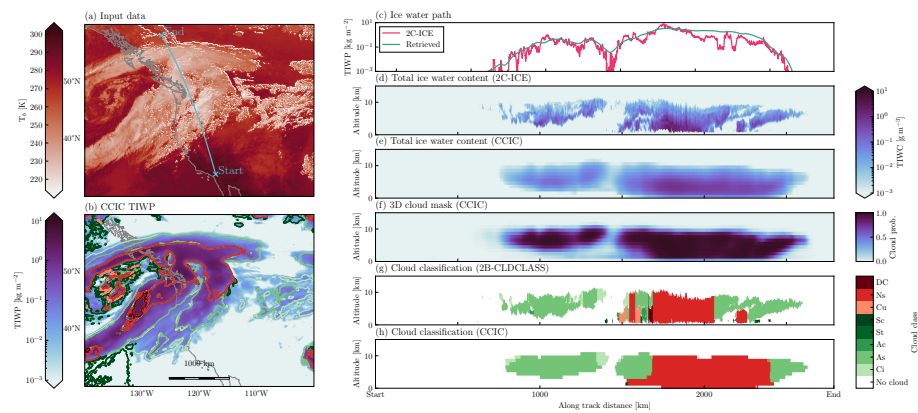 (a) Input data
End
Start
50°N
40°N
300
290
280
270
260
250
240
230
220
T_b [K]
(b) CCIC TIWP
1000 km
50°N
40°N
130°W
120°W
110°W
10^1
10^0
10^−1
10^−2
10^−3
TIWP [kg m^−2]
(c) Ice water path
2C-ICE
Retrieved
10^1
10^−1
10^−3
TIWP [kg m^−2]
(d) Total ice water content (2C-ICE)
10
0
Altitude [km]
(e) Total ice water content (CCIC)
10
0
Altitude [km]
(f) 3D cloud mask (CCIC)
10
0
Altitude [km]
(g) Cloud classification (2B-CLDCLASS)
10
0
Altitude [km]
(h) Cloud classification (CCIC)
10
0
Altitude [km]
Start
1000
2000
End
Along track distance [km]
10^1
10^0
10^−1
10^−2
10^−3
TIWC [g m^−3]
1.0
0.5
0.0
Cloud prob.
DC
Ns
Cu
Sc
St
Ac
As
Ci
No cloud
Cloud class